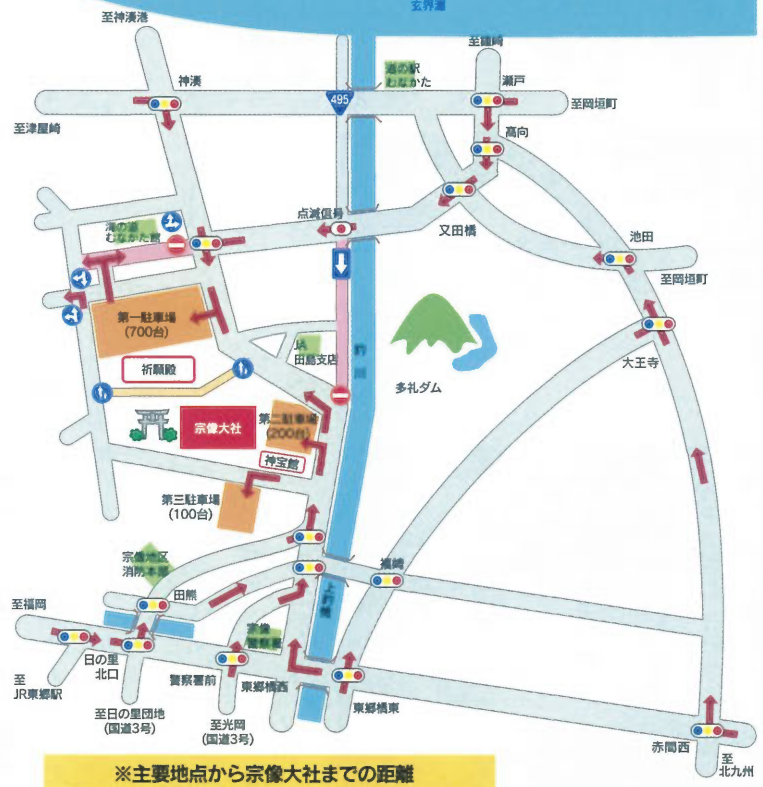 玄界灘
至神湊港
至鐘崎
道の駅
むなかた
神湊
瀬戸
495
至岡垣町
至津屋崎
高向
海の道
むなかた館
点滅信号
又田橋
池田
至岡垣町
第一駐車場
(700台)
JA
田島支店
釣川
大王寺
多礼ダム
祈願殿
宗像大社
第二駐車場
(200台)
神宝館
第三駐車場
(100台)
宗像地区
消防本部
福崎
田熊
至福岡
宗像
警察署
日の里
北口
至
JR東郷駅
警察署前
東郷橋西
東郷橋東
至日の里団地
(国道3号)
至光岡
(国道3号)
赤間西
至
北九州
※主要地点から宗像大社までの距離